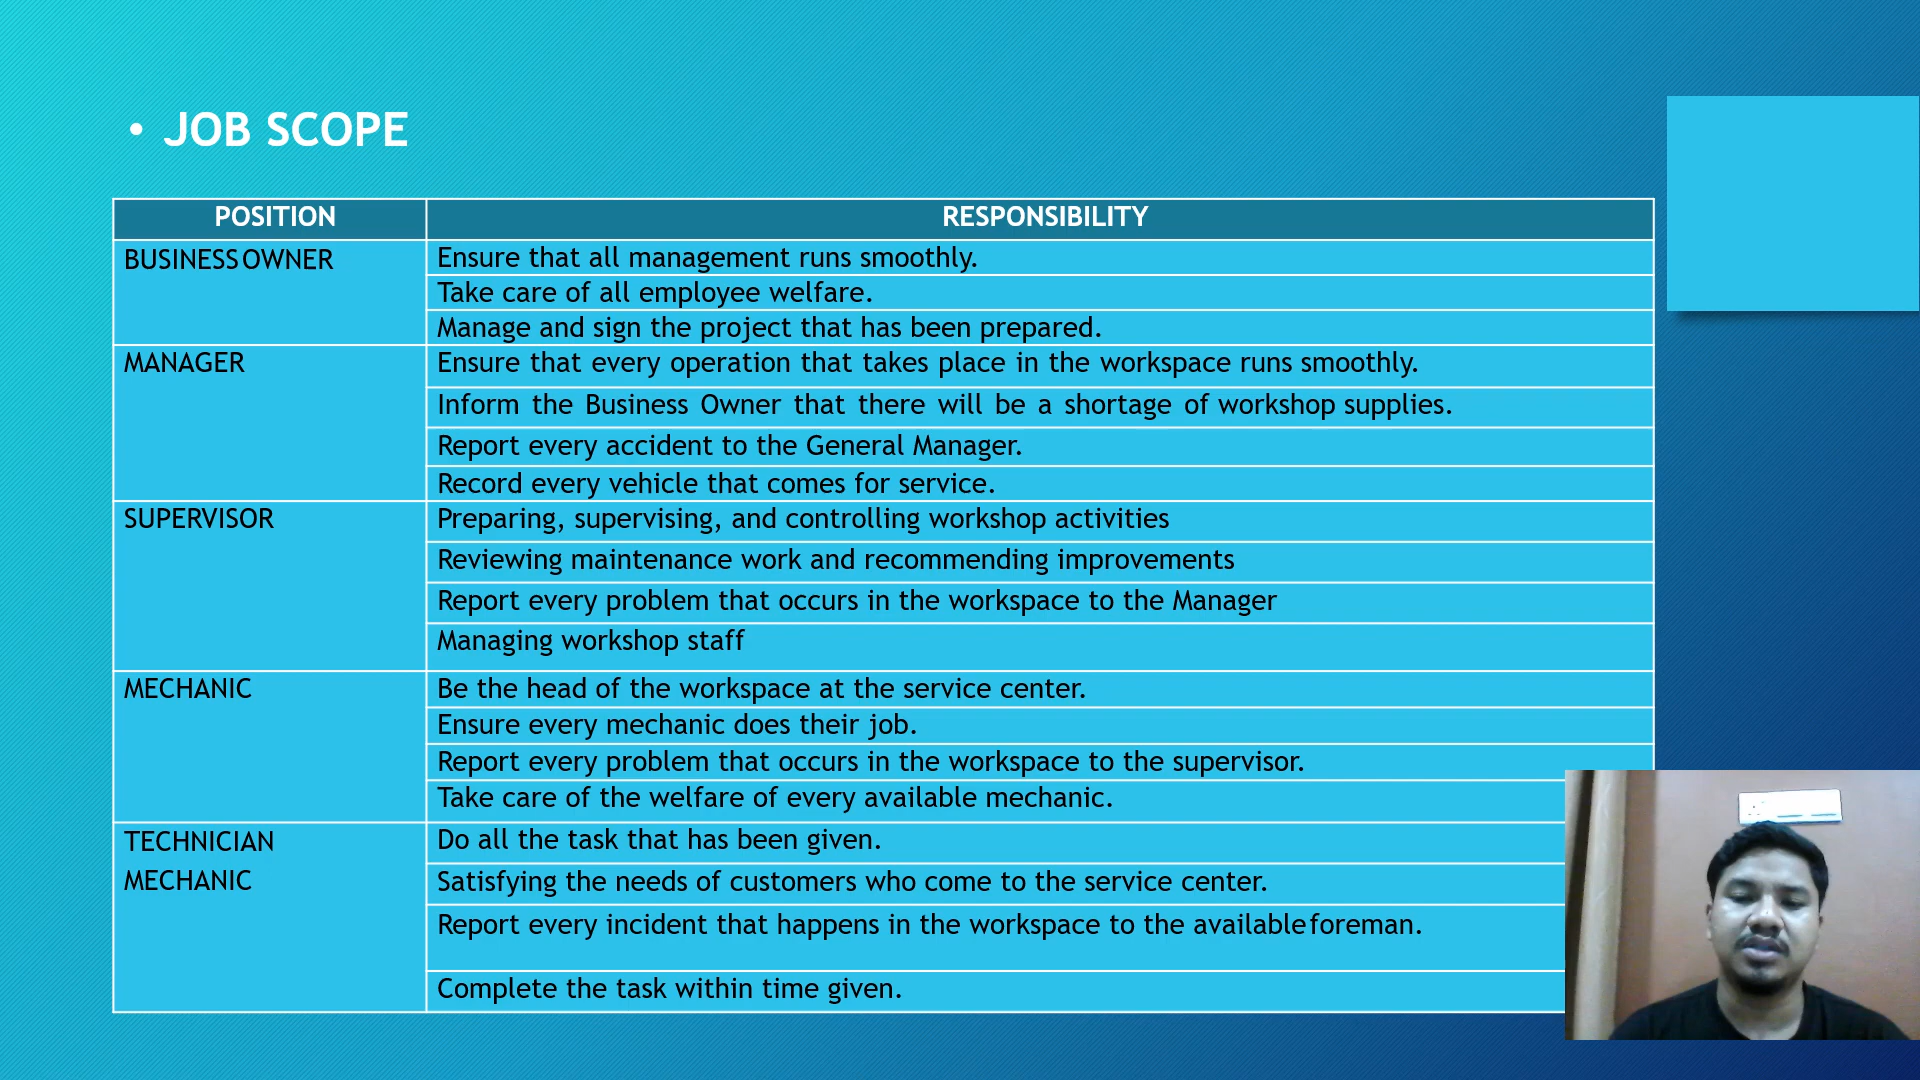 • JOB SCOPE
POSITION RESPONSIBILITY
BUSINESS OWNER Ensure that all management runs smoothly.
Take care of all employee welfare.
Manage and sign the project that has been prepared.
MANAGER Ensure that every operation that takes place in the workspace runs smoothly.
Inform the Business Owner that there will be a shortage of workshop supplies.
Report every accident to the General Manager.
Record every vehicle that comes for service.
SUPERVISOR Preparing, supervising, and controlling workshop activities
Reviewing maintenance work and recommending improvements
Report every problem that occurs in the workspace to the Manager
Managing workshop staff
MECHANIC Be the head of the workspace at the service center.
Ensure every mechanic does their job.
Report every problem that occurs in the workspace to the supervisor.
Take care of the welfare of every available mechanic.
TECHNICIAN Do all the task that has been given.
MECHANIC Satisfying the needs of customers who come to the service center.
Report every incident that happens in the workspace to the available foreman.
Complete the task within time given.